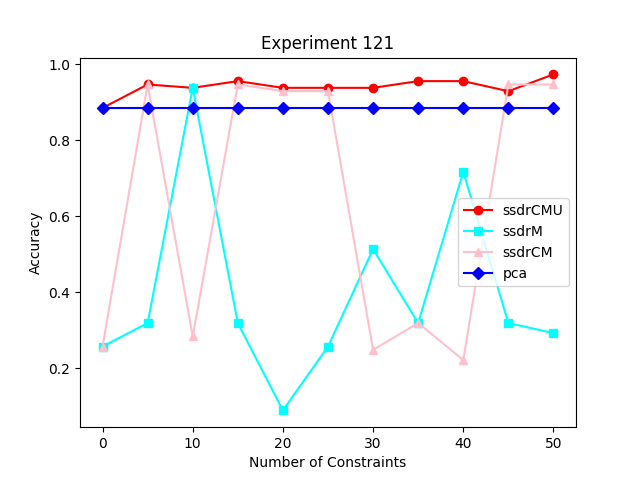 Experiment 121
Accuracy
1.0
0.8
0.6
0.4
0.2
ssdrCMU
ssdrM
ssdrCM
pca
0 10 20 30 40 50
Number of Constraints